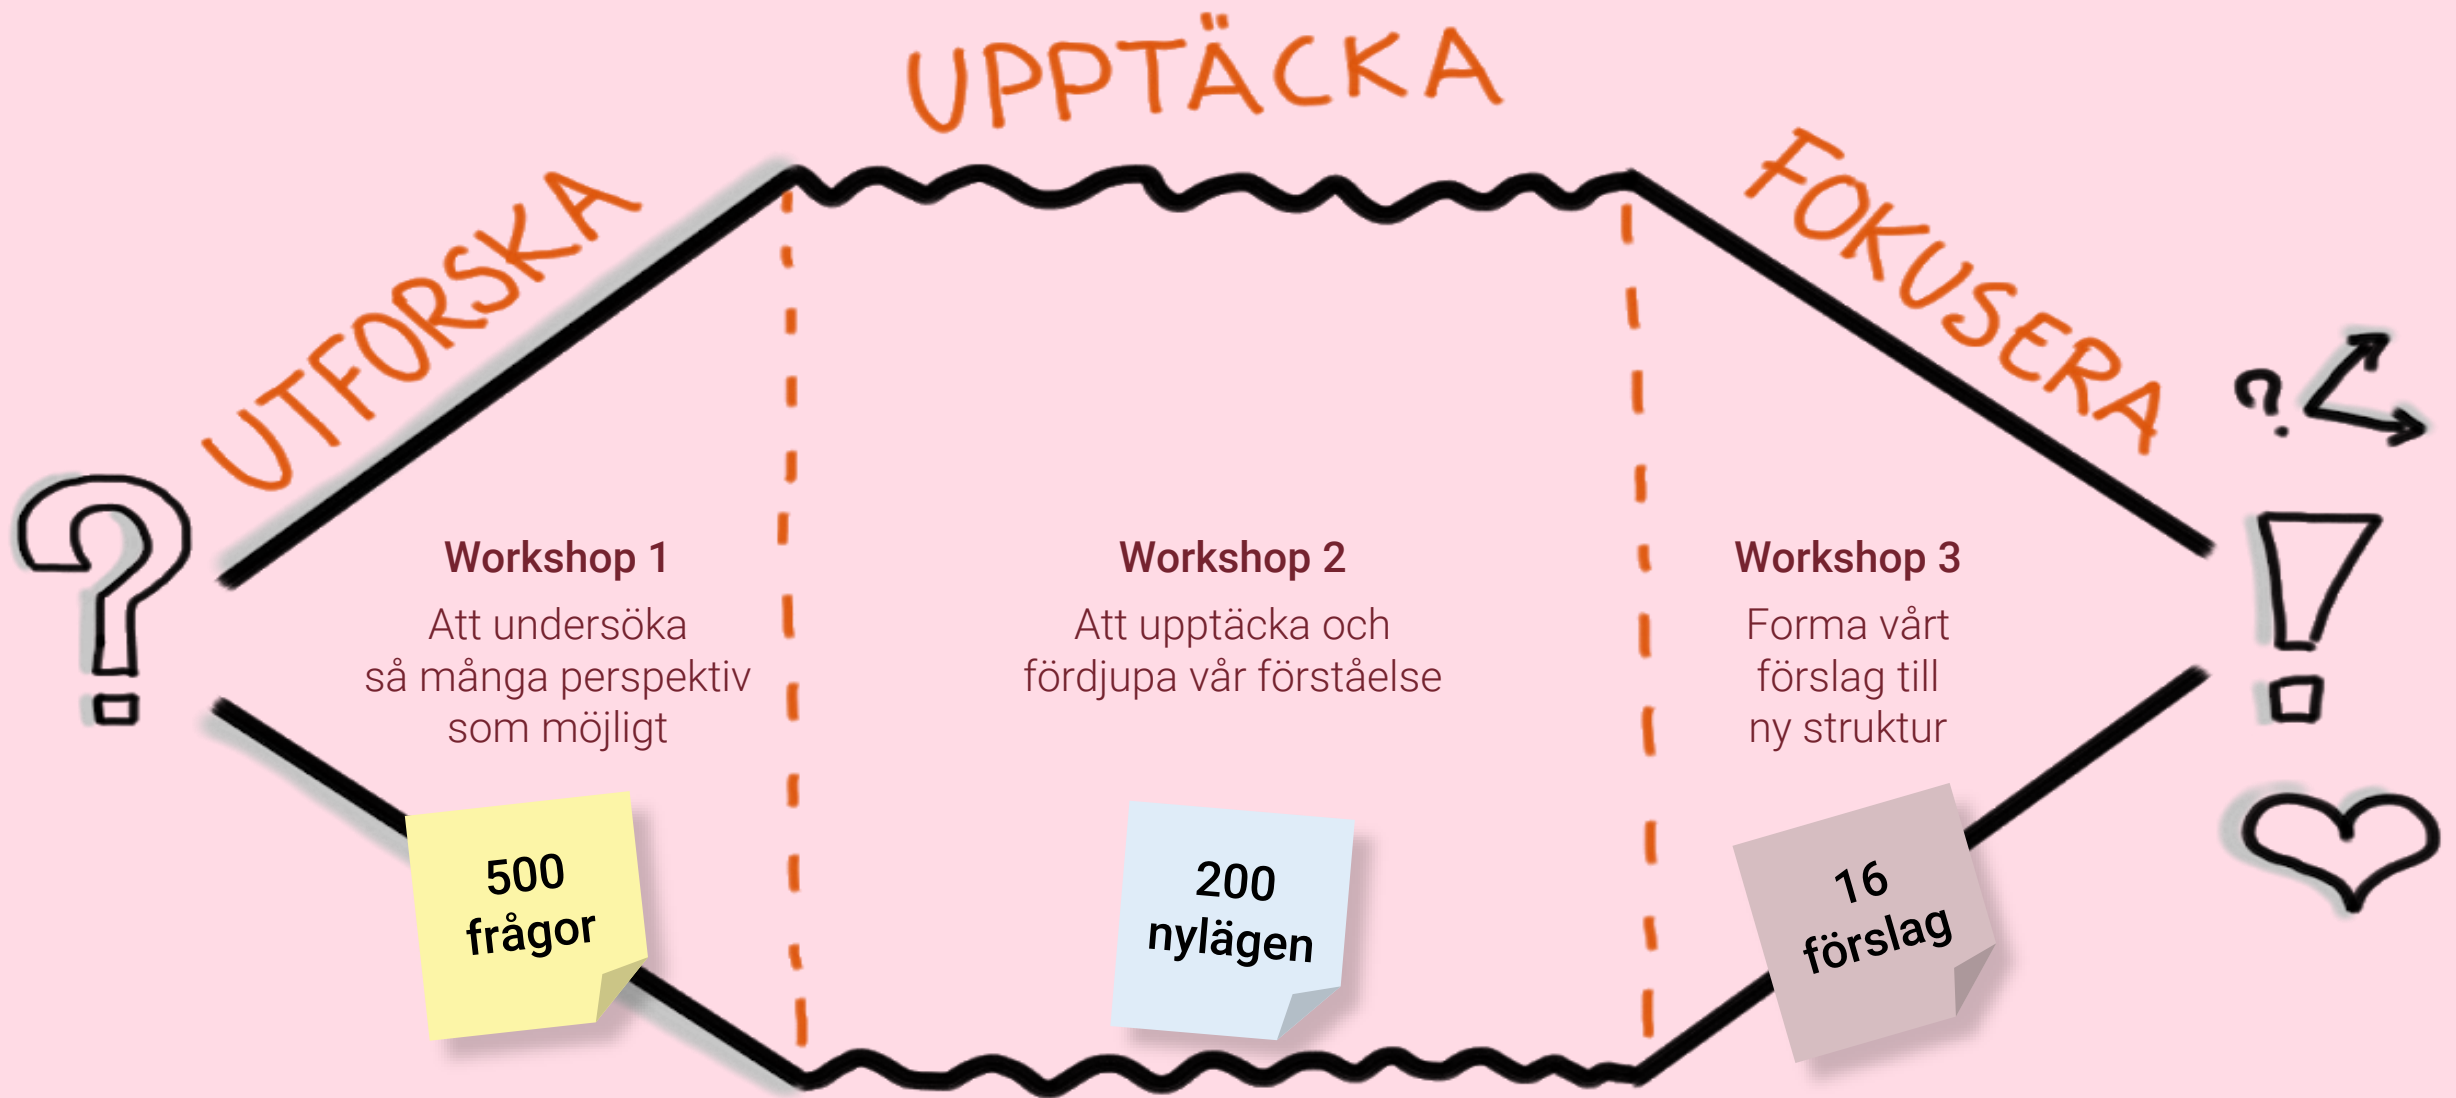 UPPTÄCKA
UTFORSKA
FOKUSERA
?
Workshop 1
Att undersöka
så många perspektiv
som möjligt
Workshop 2
Att upptäcka och
fördjupa vår förståelse
Workshop 3
Forma vårt
förslag till
ny struktur
?
!
500
frågor
200
nylägen
16
förslag